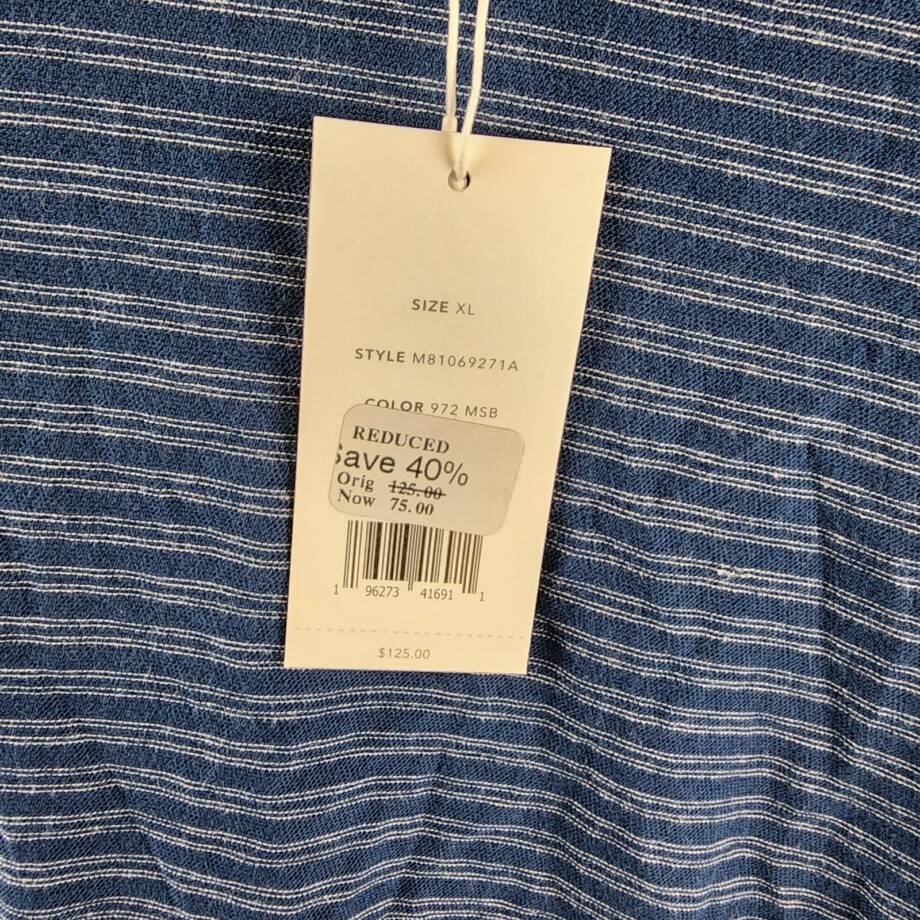 SIZE XL
STYLE M81069271A
COLOR 972 MSB
REDUCED
Save 40%
Orig 125.00
Now 75.00
1 96273 41691 1
$125.00